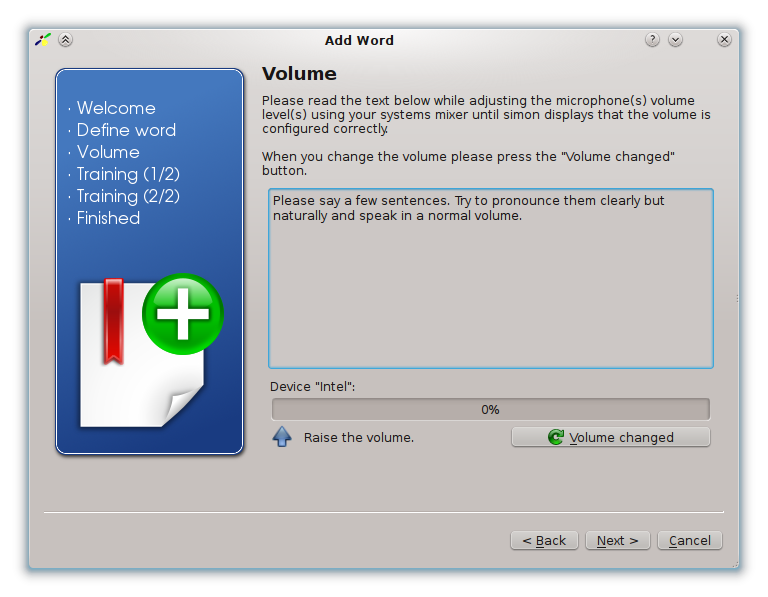 Add Word
· Welcome
· Define word
· Volume
· Training (1/2)
· Training (2/2)
· Finished
Volume
Please read the text below while adjusting the microphone(s) volume
level(s) using your systems mixer until simon displays that the volume is
configured correctly.
When you change the volume please press the "Volume changed"
button.
Please say a few sentences. Try to pronounce them clearly but
naturally and speak in a normal volume.
Device "Intel":
0%
Raise the volume.
Volume changed
< Back
Next >
Cancel